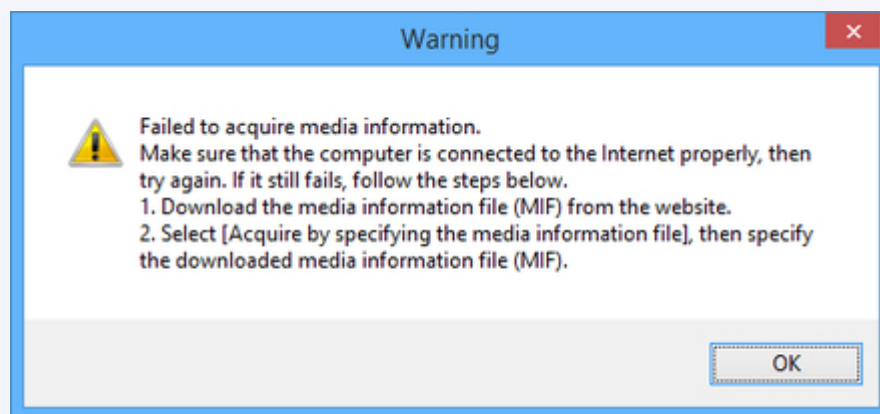 Warning
Failed to acquire media information.
Make sure that the computer is connected to the Internet properly, then
try again. If it still fails, follow the steps below.
1. Download the media information file (MIF) from the website.
2. Select [Acquire by specifying the media information file], then specify
the downloaded media information file (MIF).
OK